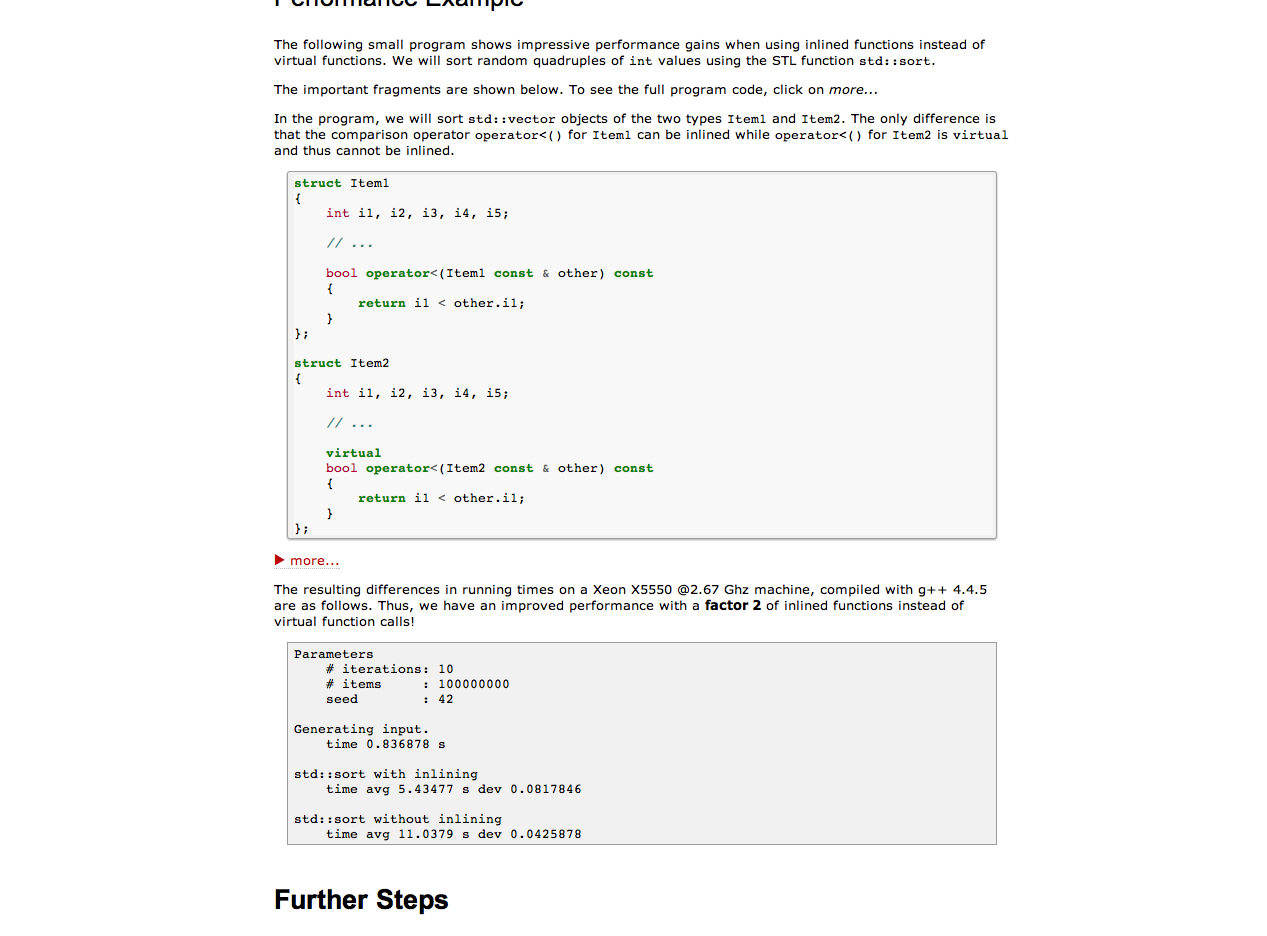 Performance Example
The following small program shows impressive performance gains when using inlined functions instead of
virtual functions. We will sort random quadruples of int values using the STL function std::sort.
The important fragments are shown below. To see the full program code, click on more...
In the program, we will sort std::vector objects of the two types Item1 and Item2. The only difference is
that the comparison operator operator<() for Item1 can be inlined while operator<() for Item2 is virtual
and thus cannot be inlined.
struct Item1
{
    int i1, i2, i3, i4, i5;
    // ...
    bool operator<(Item1 const & other) const
    {
        return i1 < other.i1;
    }
};
struct Item2
{
    int i1, i2, i3, i4, i5;
    // ...
    virtual
    bool operator<(Item2 const & other) const
    {
        return i1 < other.i1;
    }
};
more...
The resulting differences in running times on a Xeon X5550 @2.67 Ghz machine, compiled with g++ 4.4.5
are as follows. Thus, we have an improved performance with a factor 2 of inlined functions instead of
virtual function calls!
Parameters
    # iterations: 10
    # items     : 100000000
    seed        : 42
Generating input.
    time 0.836878 s
std::sort with inlining
    time avg 5.43477 s dev 0.0817846
std::sort without inlining
    time avg 11.0379 s dev 0.0425878
Further Steps